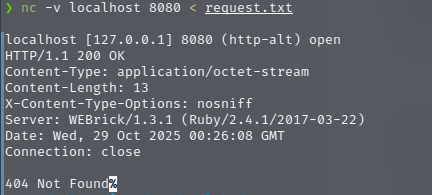 ❯ nc -v localhost 8080 < request.txt
localhost [127.0.0.1] 8080 (http-alt) open
HTTP/1.1 200 OK
Content-Type: application/octet-stream
Content-Length: 13
X-Content-Type-Options: nosniff
Server: WEBrick/1.3.1 (Ruby/2.4.1/2017-03-22)
Date: Wed, 29 Oct 2025 00:26:08 GMT
Connection: close
404 Not Found%